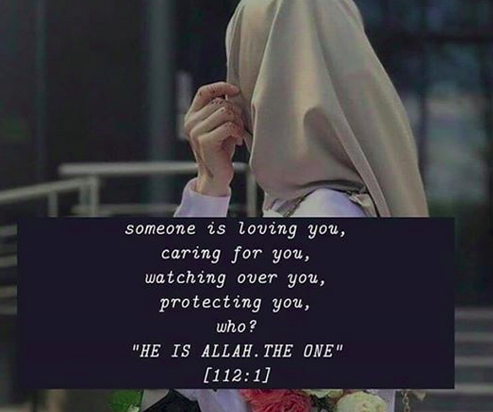 someone is loving you,
caring for you,
watching over you,
protecting you,
who?
"HE IS ALLAH.THE ONE"
[112:1]